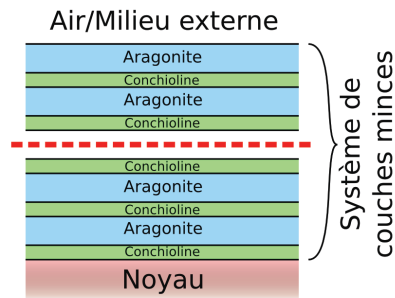 Air/Milieu externe
Aragonite
Conchioline
Aragonite
Conchioline
Conchioline
Aragonite
Conchioline
Aragonite
Conchioline
Noyau
Système de
couches minces